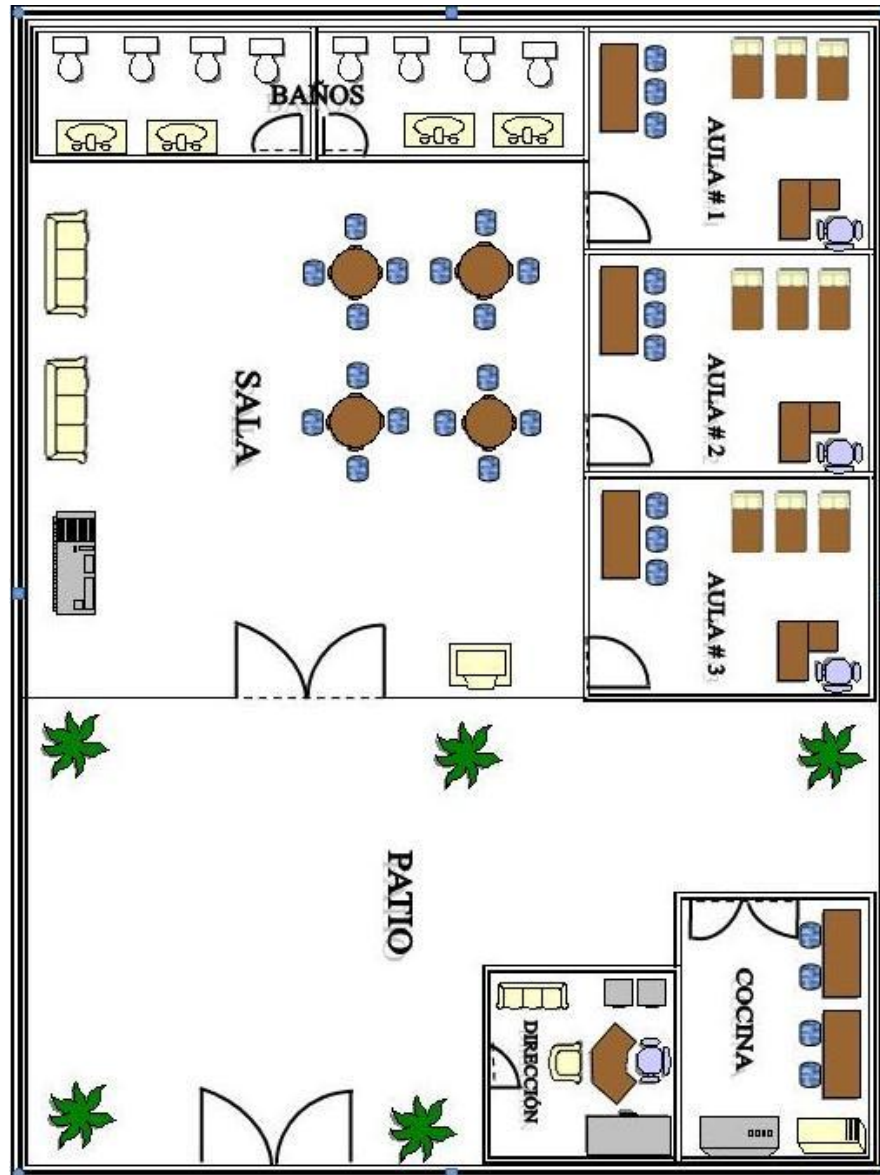 BAÑOS
AULA # 1
SALA
AULA # 2
AULA # 3
PATIO
DIRECCIÓN
COCINA